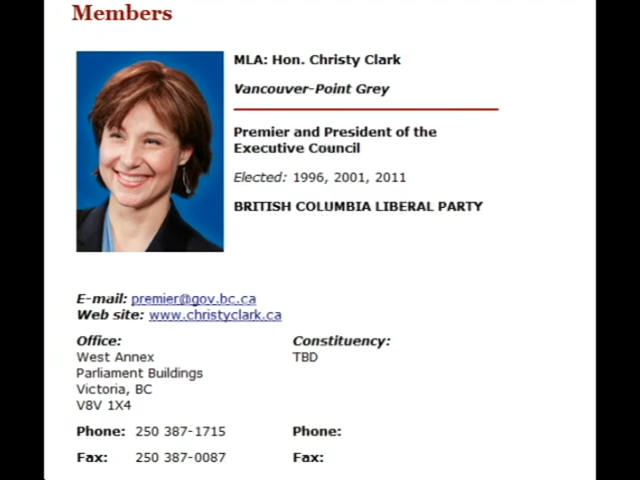 Members
MLA: Hon. Christy Clark
Vancouver-Point Grey
Premier and President of the
Executive Council
Elected: 1996, 2001, 2011
BRITISH COLUMBIA LIBERAL PARTY
E-mail: premier@gov.bc.ca
Web site: www.christyclark.ca
Office:
West Annex
Parliament Buildings
Victoria, BC
V8V 1X4
Phone: 250 387-1715
Fax: 250 387-0087
Constituency:
TBD
Phone:
Fax: